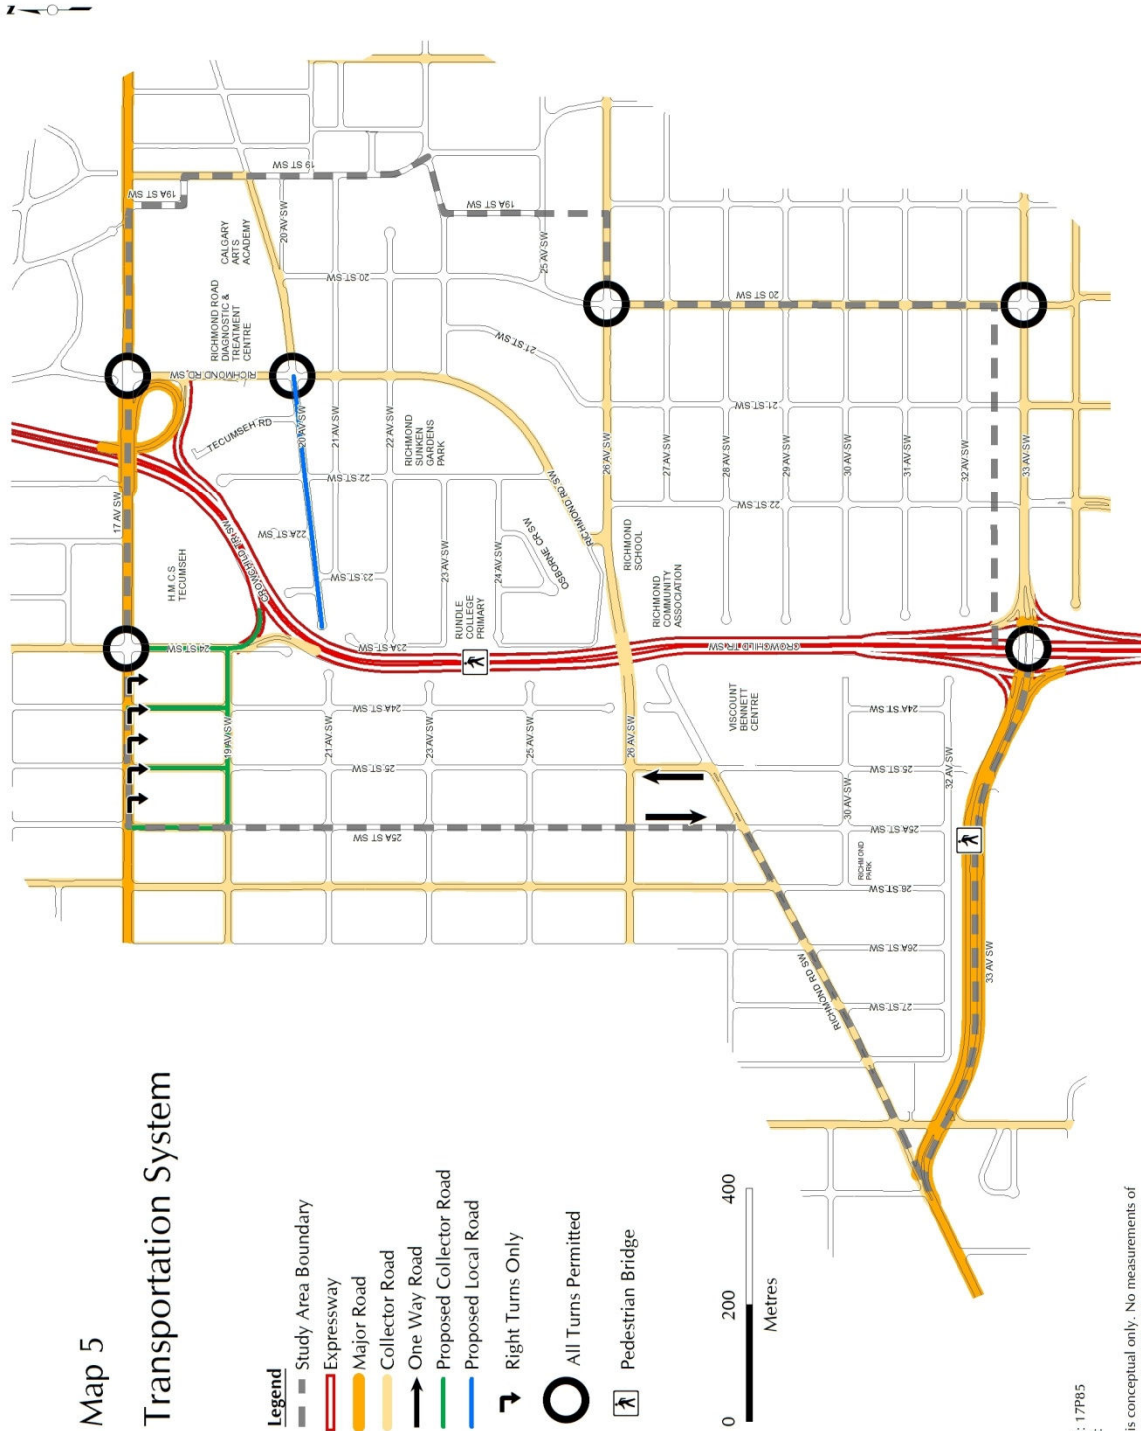 Map 5
Transportation System
Legend
Study Area Boundary
Expressway
Major Road
Collector Road
One Way Road
Proposed Collector Road
Proposed Local Road
Right Turns Only
All Turns Permitted
Pedestrian Bridge
0 200 400
Metres
: 17P85
:
is conceptual only. No measurements of
Z
17 AV SW
19A ST SW
19 ST SW
CALGARY
ARTS
ACADEMY
RICHMOND ROAD
DIAGNOSTIC &
TREATMENT
CENTRE
RICHMOND RD SW
20 AV SW
20 ST SW
19A ST SW
25 AV SW
20 ST SW
TECUMSEH RD
20 AV SW
21 AV SW
22 AV SW
RICHMOND
SUNKEN
GARDENS
PARK
21 ST SW
21 ST SW
26 AV SW
27 AV SW
28 AV SW
29 AV SW
30 AV SW
31 AV SW
32 AV SW
33 AV SW
22 ST SW
22 ST SW
H.M.C.S
TECUMSEH
CROWCHILD TR SW
22A ST SW
23 ST SW
23 AV SW
24 AV SW
OSBORNE CR SW
RICHMOND RD SW
RICHMOND
SCHOOL
RICHMOND
COMMUNITY
ASSOCIATION
RUNDLE
COLLEGE
PRIMARY
24 ST SW
23A ST SW
CROWCHILD TR SW
VISCOUNT
BENNETT
CENTRE
19 AV SW
21 AV SW
23 AV SW
25 AV SW
26 AV SW
24A ST SW
24A ST SW
25 ST SW
25 ST SW
32 AV SW
30 AV SW
25A ST SW
25A ST SW
RICHMOND
PARK
26 ST SW
26A ST SW
27 ST SW
RICHMOND RD SW
33 AV SW